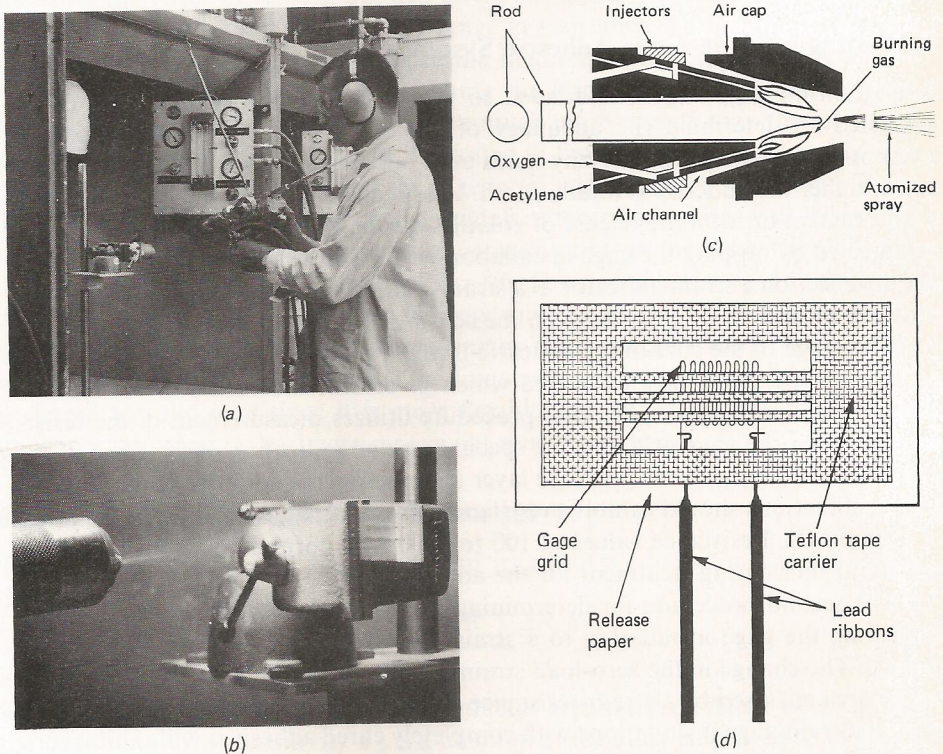 Rod
Injectors
Air cap
Burning
gas
Oxygen
Acetylene
Air channel
Atomized
spray
(a)
(c)
Gage
grid
Release
paper
Teflon tape
carrier
Lead
ribbons
(b)
(d)